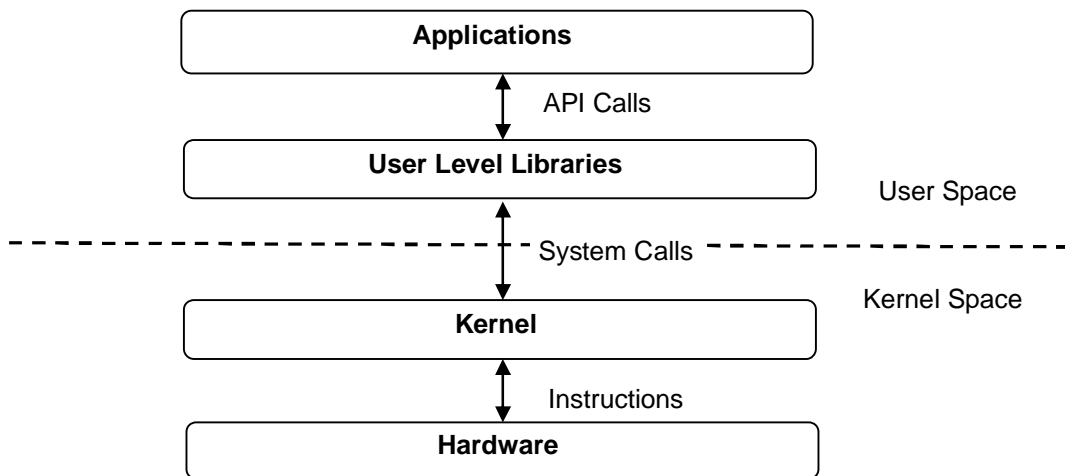 Applications
API Calls
User Level Libraries
User Space
System Calls
Kernel Space
Kernel
Instructions
Hardware